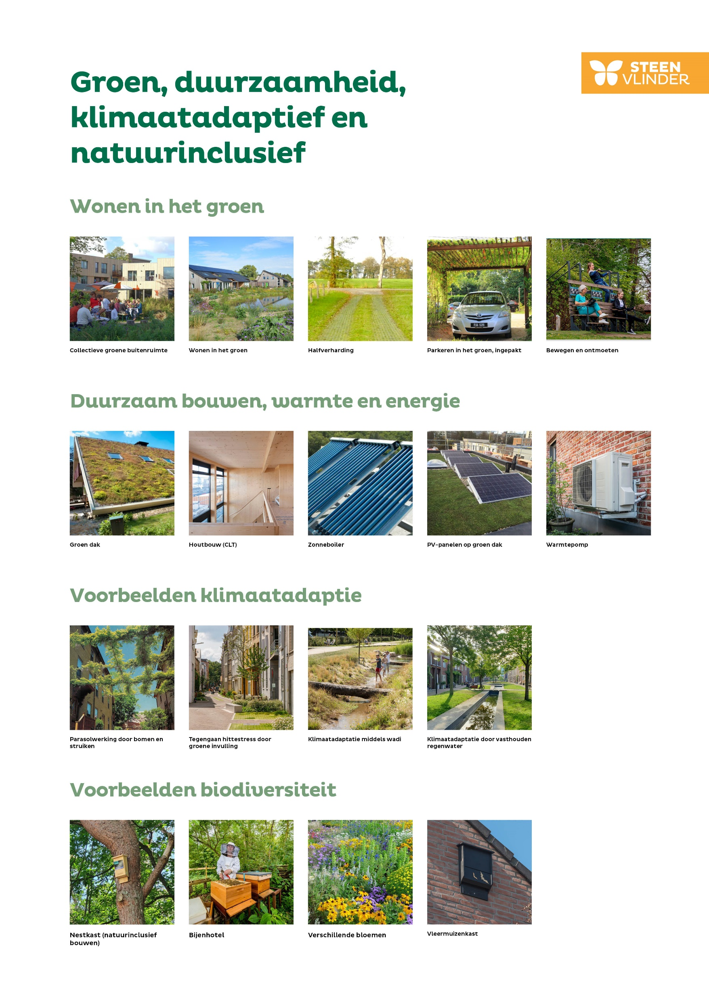 STEEN
VLINDER
Groen, duurzaamheid,
klimaatadaptief en
natuurinclusief
Wonen in het groen
Collectieve groene buitenruimte
Wonen in het groen
Halfverharding
Parkeren in het groen, ingepakt
Bewegen en ontmoeten
Duurzaam bouwen, warmte en energie
Groen dak
Houtbouw (CLT)
Zonneboiler
PV-panelen op groen dak
Warmtepomp
Voorbeelden klimaatadaptie
Parasolwerking door bomen en
struiken
Tegengaan hittestress door
groene invulling
Klimaatadaptatie middels wadi
Klimaatadaptatie door vasthouden
regenwater
Voorbeelden biodiversiteit
Nestkast (natuurinclusief
bouwen)
Bijenhotel
Verschillende bloemen
Vleermuizenkast